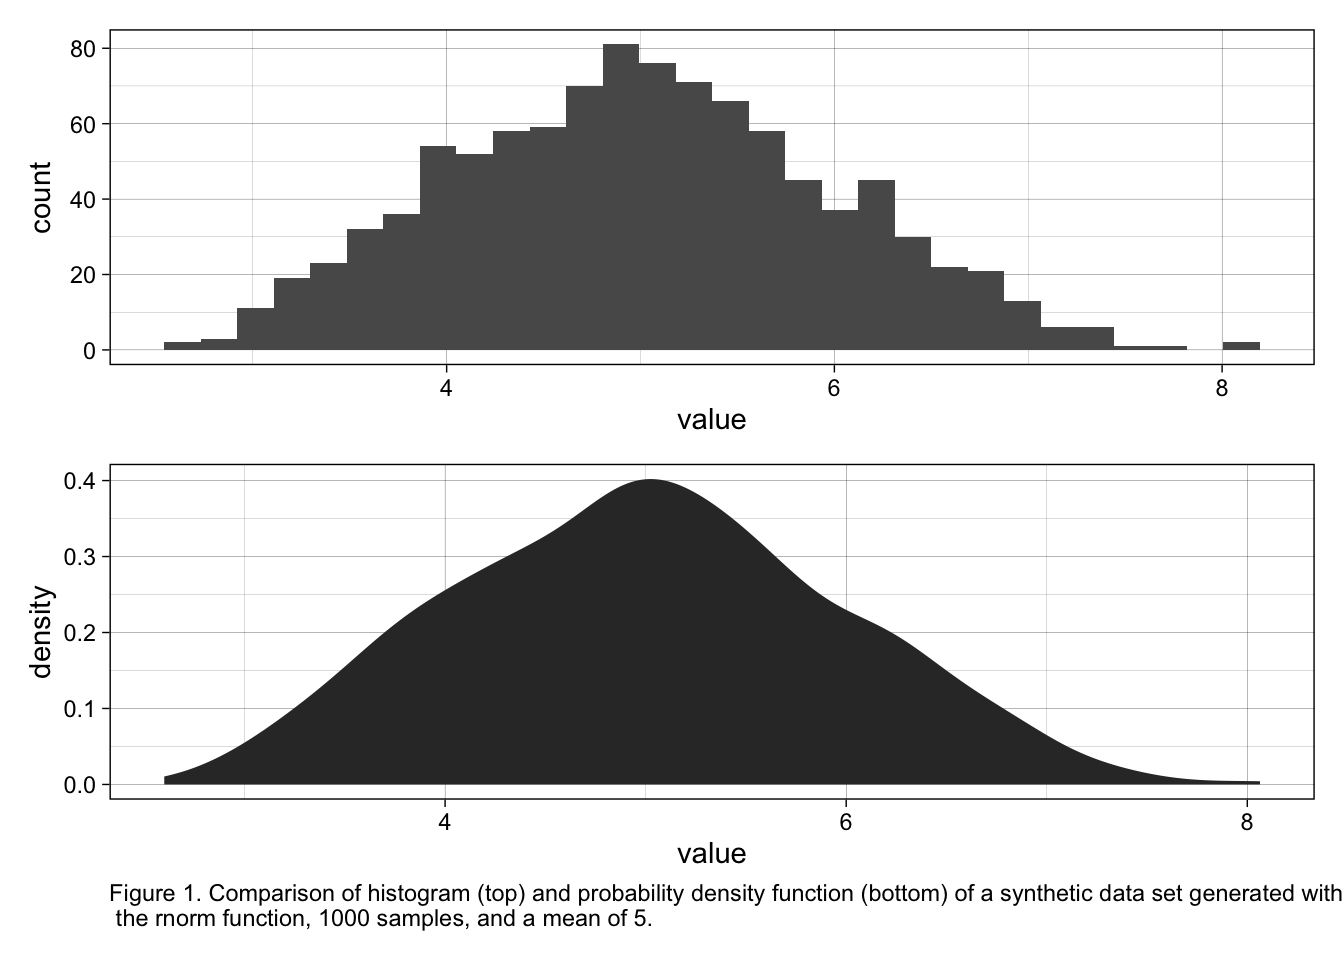 80
60
40
20
0
count
4 6 8
value
0.4
0.3
0.2
0.1
0.0
density
4 6 8
value
Figure 1. Comparison of histogram (top) and probability density function (bottom) of a synthetic data set generated with
the rnorm function, 1000 samples, and a mean of 5.